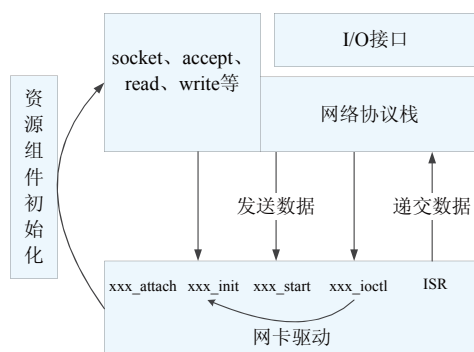 I/O接口
socket、accept、
read、write等
网络协议栈
资源组件初始化
发送数据
递交数据
xxx_attach xxx_init xxx_start xxx_ioctl ISR
网卡驱动